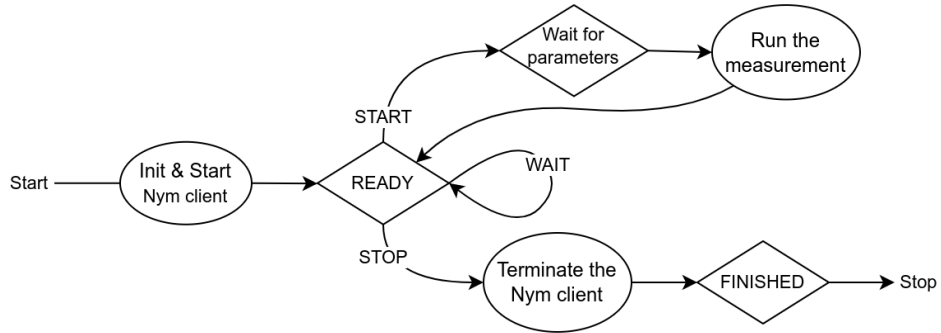 Wait for
parameters
Run the
measurement
START
Init & Start
Nym client
Start
READY
WAIT
STOP
Terminate the
Nym client
FINISHED
Stop